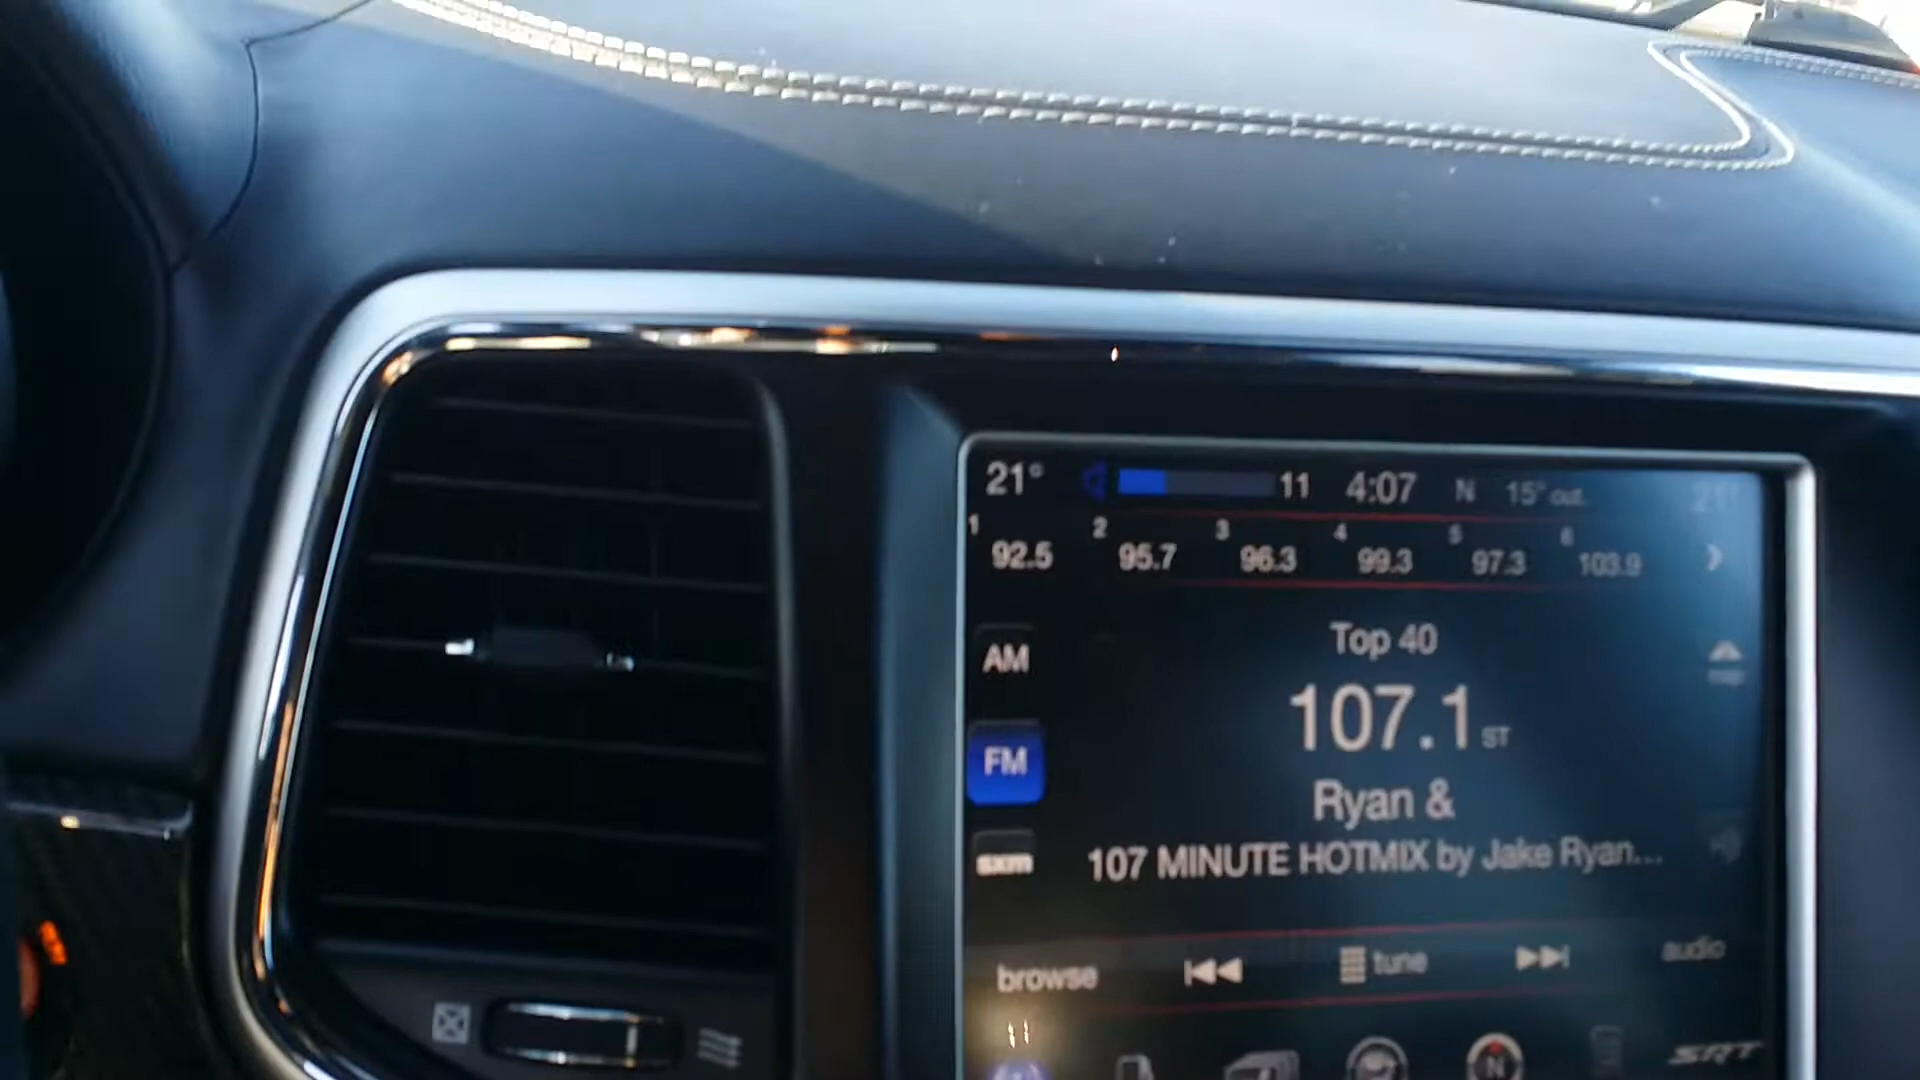 21° 11 4:07 N 15° out. 21°
1 2 3 4 5 6
92.5 95.7 96.3 99.3 97.3 103.9
Top 40
AM
107.1 ST
FM
Ryan &
sxm
107 MINUTE HOTMIX by Jake Ryan...
browse tune audio
N
SRT